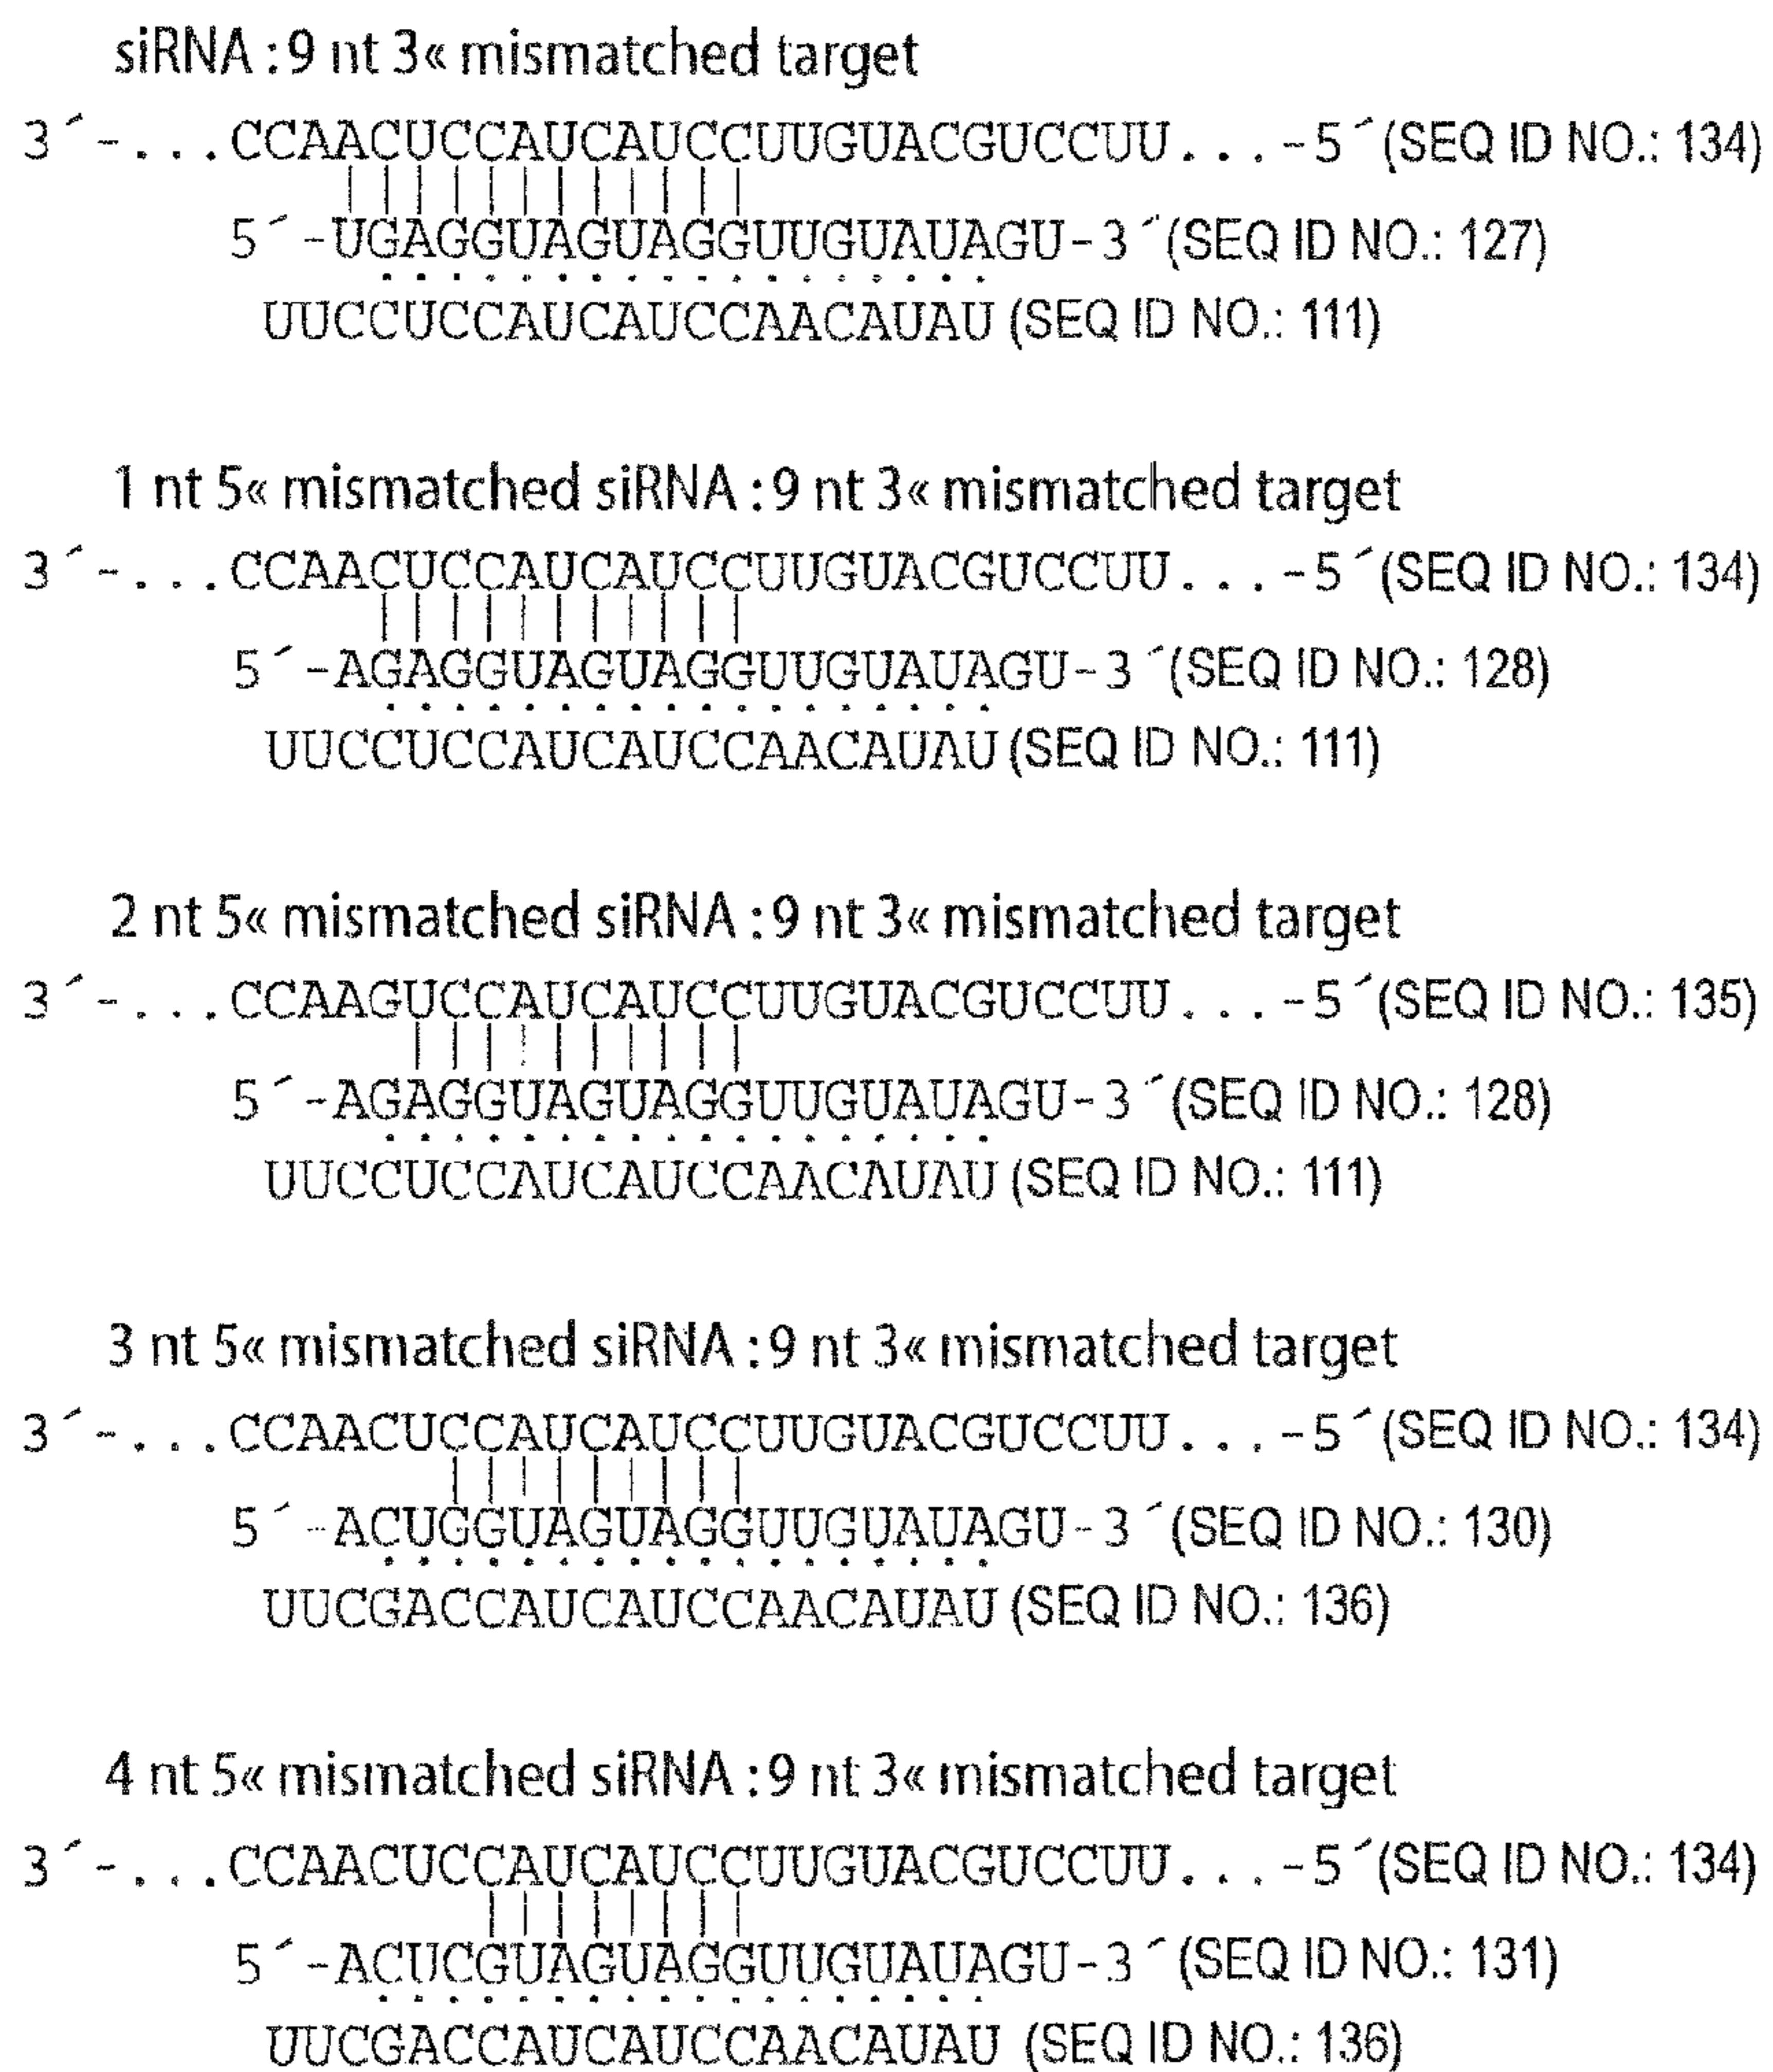 siRNA : 9 nt 3« mismatched target
3´-...CCAACUCCAUCAUCCUUGUACGUCCUU...-5´(SEQ ID NO.: 134)
5´-UGAGGUAGUAGGUUGUAUAGU-3´(SEQ ID NO.: 127)
UUCCUCCAUCAUCCAACAUAU (SEQ ID NO.: 111)
1 nt 5« mismatched siRNA : 9 nt 3« mismatched target
3´-...CCAACUCCAUCAUCCUUGUACGUCCUU...-5´(SEQ ID NO.: 134)
5´-AGAGGUAGUAGGUUGUAUAGU-3´(SEQ ID NO.: 128)
UUCCUCCAUCAUCCAACAUAU (SEQ ID NO.: 111)
2 nt 5« mismatched siRNA : 9 nt 3« mismatched target
3´-...CCAAGUCCAUCAUCCUUGUACGUCCUU...-5´(SEQ ID NO.: 135)
5´-AGAGGUAGUAGGUUGUAUAGU-3´(SEQ ID NO.: 128)
UUCCUCCAUCAUCCAACAUAU (SEQ ID NO.: 111)
3 nt 5« mismatched siRNA : 9 nt 3« mismatched target
3´-...CCAACUCCAUCAUCCUUGUACGUCCUU...-5´(SEQ ID NO.: 134)
5´-ACUGGUAGUAGGUUGUAUAGU-3´(SEQ ID NO.: 130)
UUCGACCAUCAUCCAACAUAU (SEQ ID NO.: 136)
4 nt 5« mismatched siRNA : 9 nt 3« mismatched target
3´-...CCAACUCCAUCAUCCUUGUACGUCCUU...-5´(SEQ ID NO.: 134)
5´-ACUCGUAGUAGGUUGUAUAGU-3´(SEQ ID NO.: 131)
UUCGACCAUCAUCCAACAUAU (SEQ ID NO.: 136)